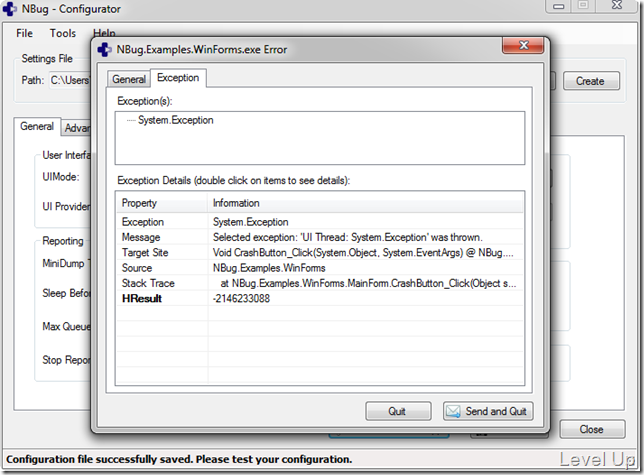 NBug - Configurator
File Tools Help
Settings File
Path: C:\Users
Create
General Advan
User Interfa
UIMode:
UI Provider
Reporting
MiniDump T
Sleep Befor
Max Queue
Stop Repor
Close
Configuration file successfully saved. Please test your configuration.
NBug.Examples.WinForms.exe Error
General Exception
Exception(s):
System.Exception
Exception Details (double click on items to see details):
Property Information
Exception System.Exception
Message Selected exception: 'UI Thread: System.Exception' was thrown.
Target Site Void CrashButton_Click(System.Object, System.EventArgs) @ NBug....
Source NBug.Examples.WinForms
Stack Trace at NBug.Examples.WinForms.MainForm.CrashButton_Click(Object s...
HResult -2146233088
Quit Send and Quit
Level Up